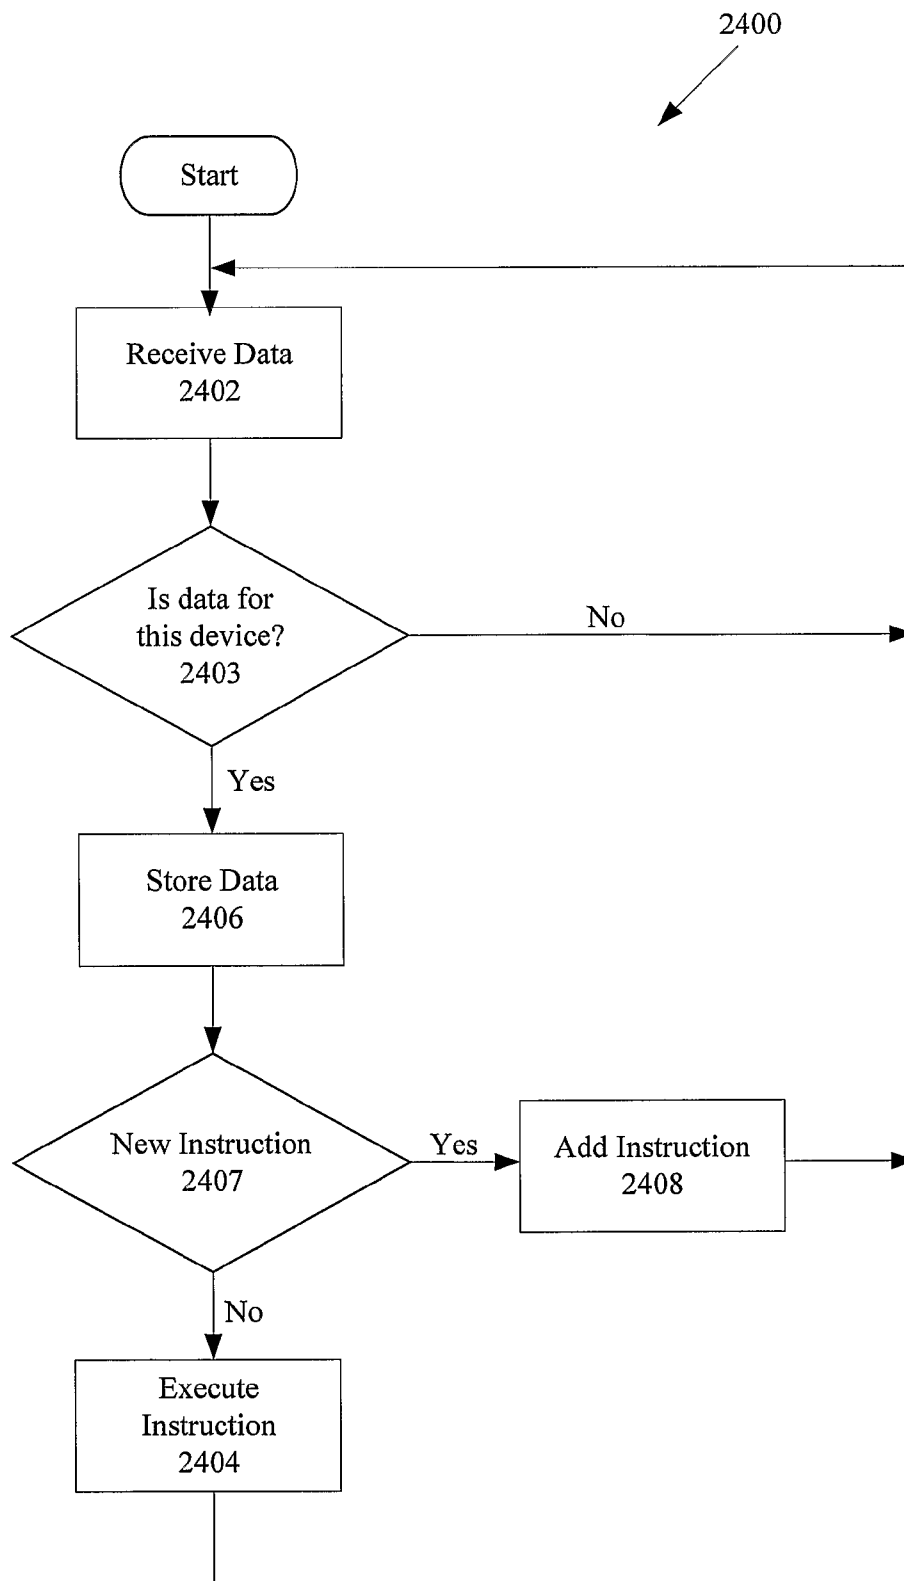 2400
Start
Receive Data
2402
Is data for
this device?
2403
No
Yes
Store Data
2406
New Instruction
2407
Yes
Add Instruction
2408
No
Execute
Instruction
2404